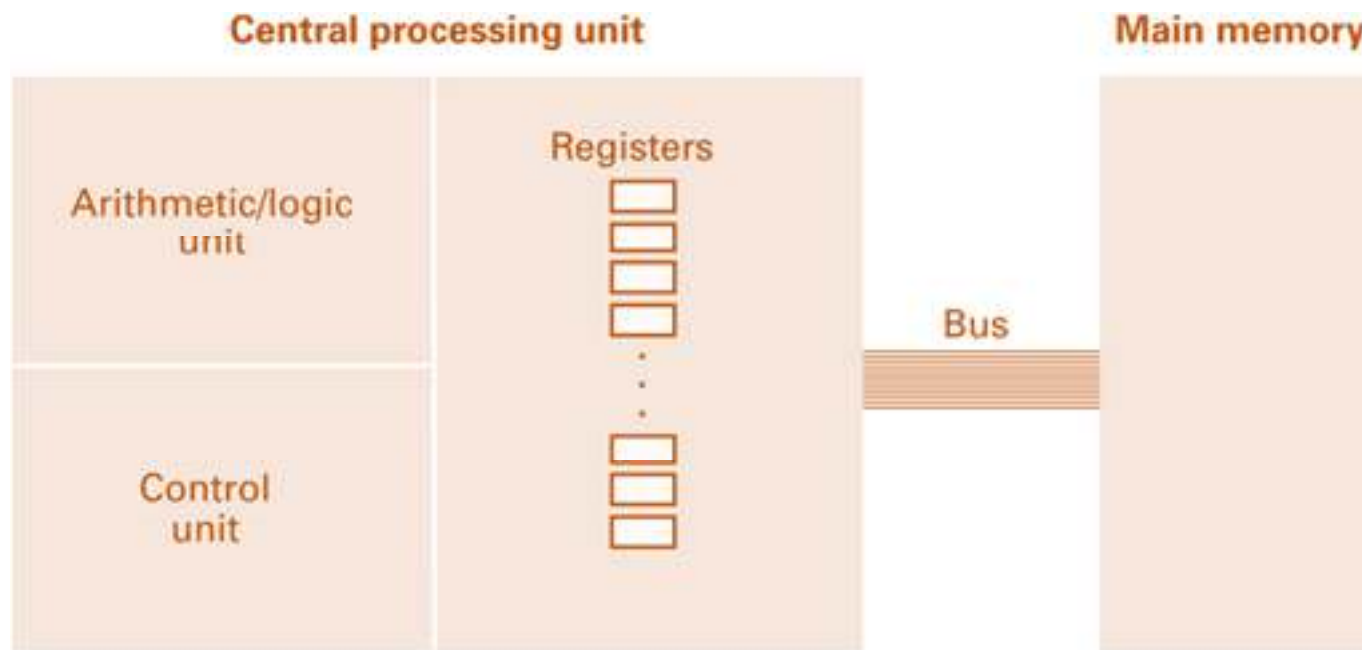 Central processing unit
Main memory
Registers
Arithmetic/logic
unit
Bus
Control
unit